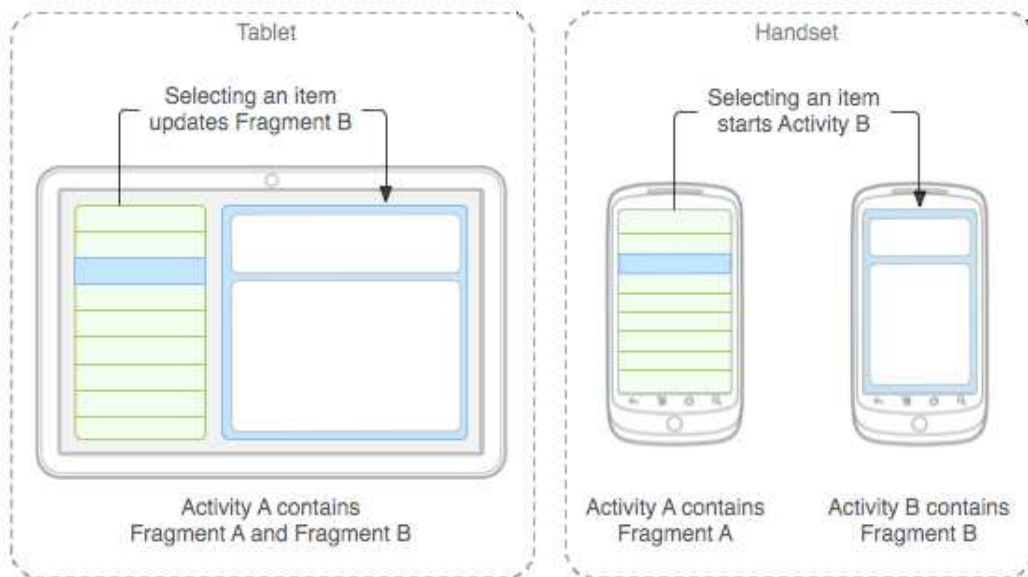 Tablet
Selecting an item
updates Fragment B
Activity A contains
Fragment A and Fragment B
Handset
Selecting an item
starts Activity B
Activity A contains
Fragment A
Activity B contains
Fragment B